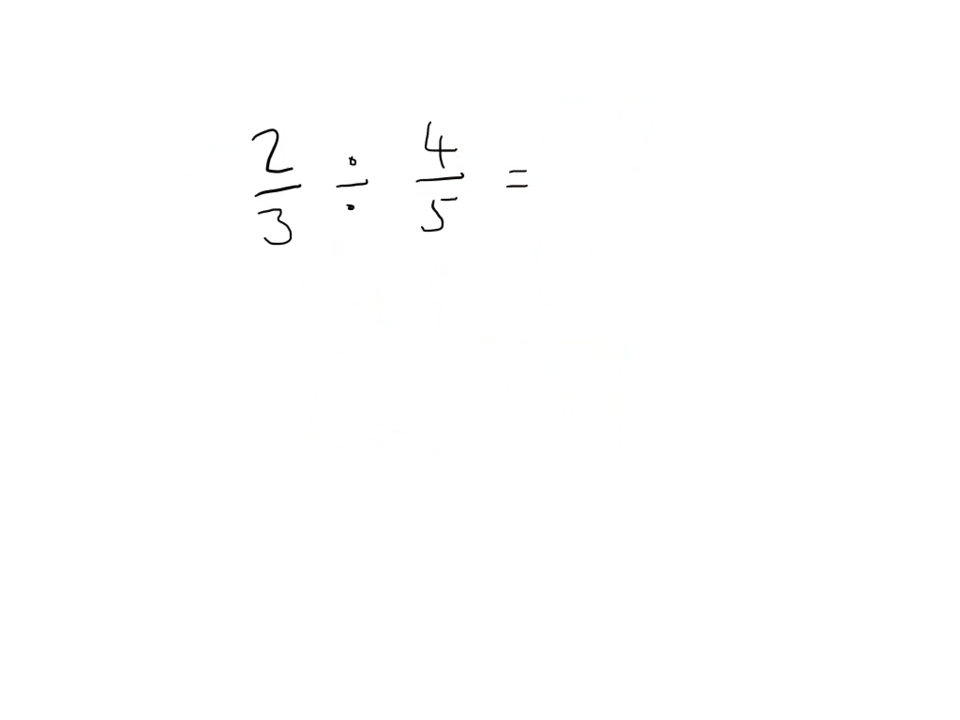 2/3 ÷ 4/5 =